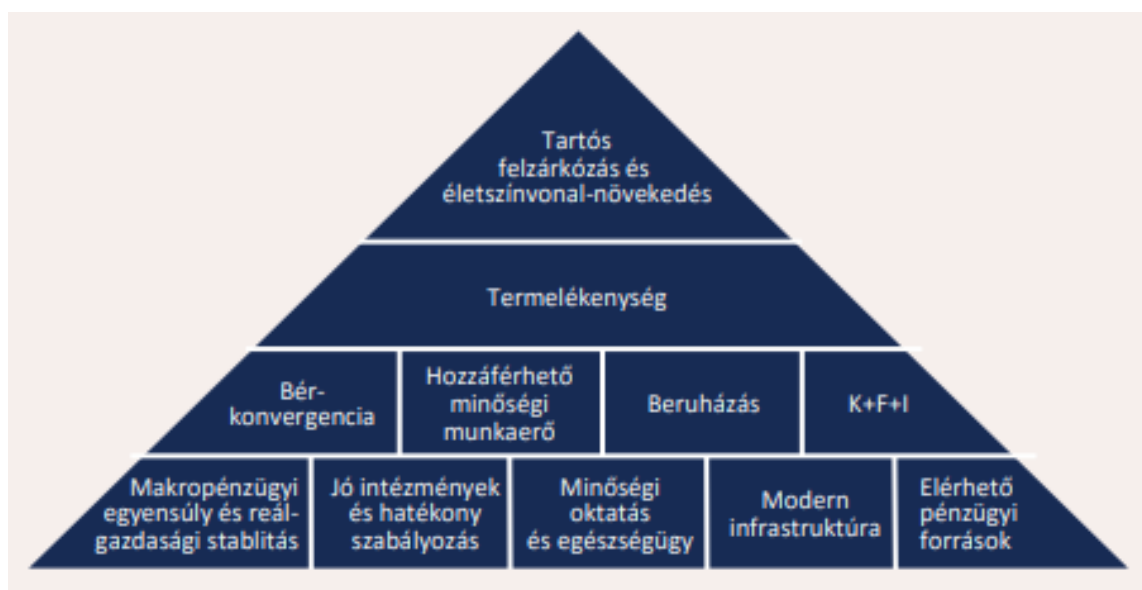 Tartós
felzárkózás és
életszínvonal-növekedés
Termelékenység
Bér-
konvergencia
Hozzáférhető
minőségi
munkaerő
Beruházás
K+F+I
Makropénzügyi
egyensúly és reál-
gazdasági stablitás
Jó intézmények
és hatékony
szabályozás
Minőségi
oktatás
és egészségügy
Modern
infrastruktúra
Elérhető
pénzügyi
források